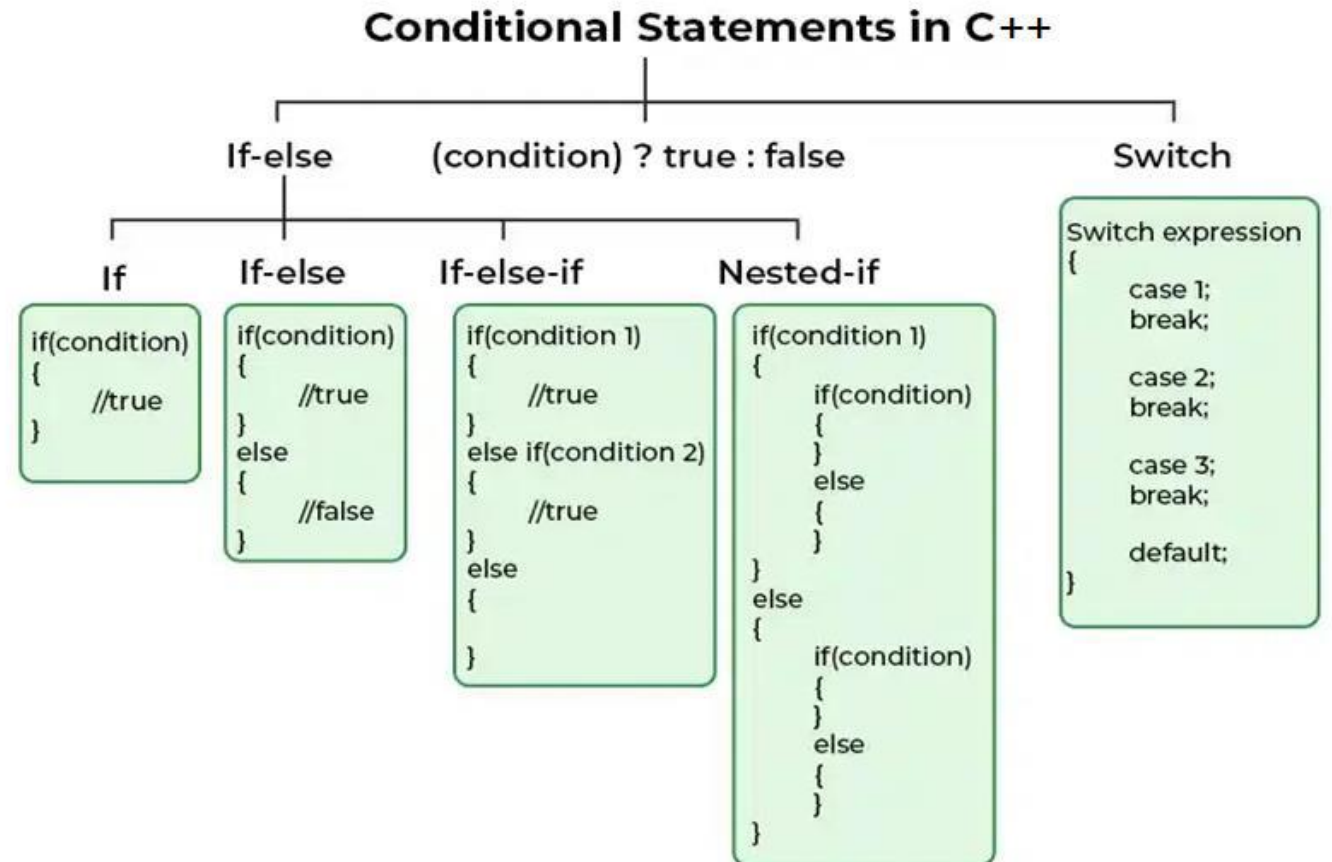 Conditional Statements in C++
If-else
(condition) ? true : false
Switch
If
if(condition)
{
//true
}
If-else
if(condition)
{
//true
}
else
{
//false
}
If-else-if
if(condition 1)
{
//true
}
else if(condition 2)
{
//true
}
else
{
}
Nested-if
if(condition 1)
{
if(condition)
{
}
else
{
}
}
else
{
if(condition)
{
}
else
{
}
}
Switch expression
{
case 1;
break;
case 2;
break;
case 3;
break;
default;
}